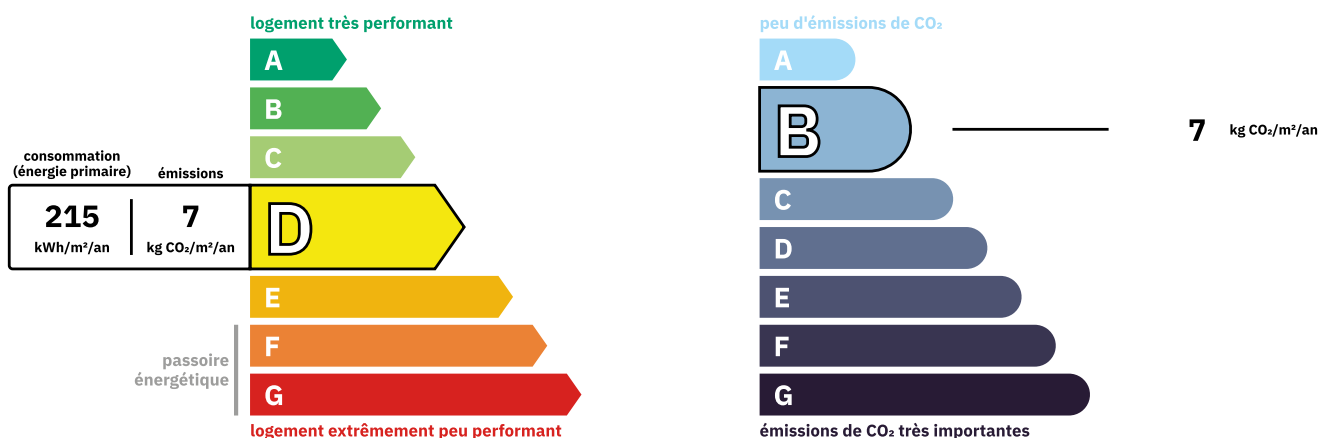 logement très performant
A
B
C
consommation
(énergie primaire)
émissions
215
kWh/m²/an
7
kg CO₂/m²/an
D
E
F
G
passoire
énergétique
logement extrêmement peu performant
peu d'émissions de CO₂
A
B
7 kg CO₂/m²/an
C
D
E
F
G
émissions de CO₂ très importantes